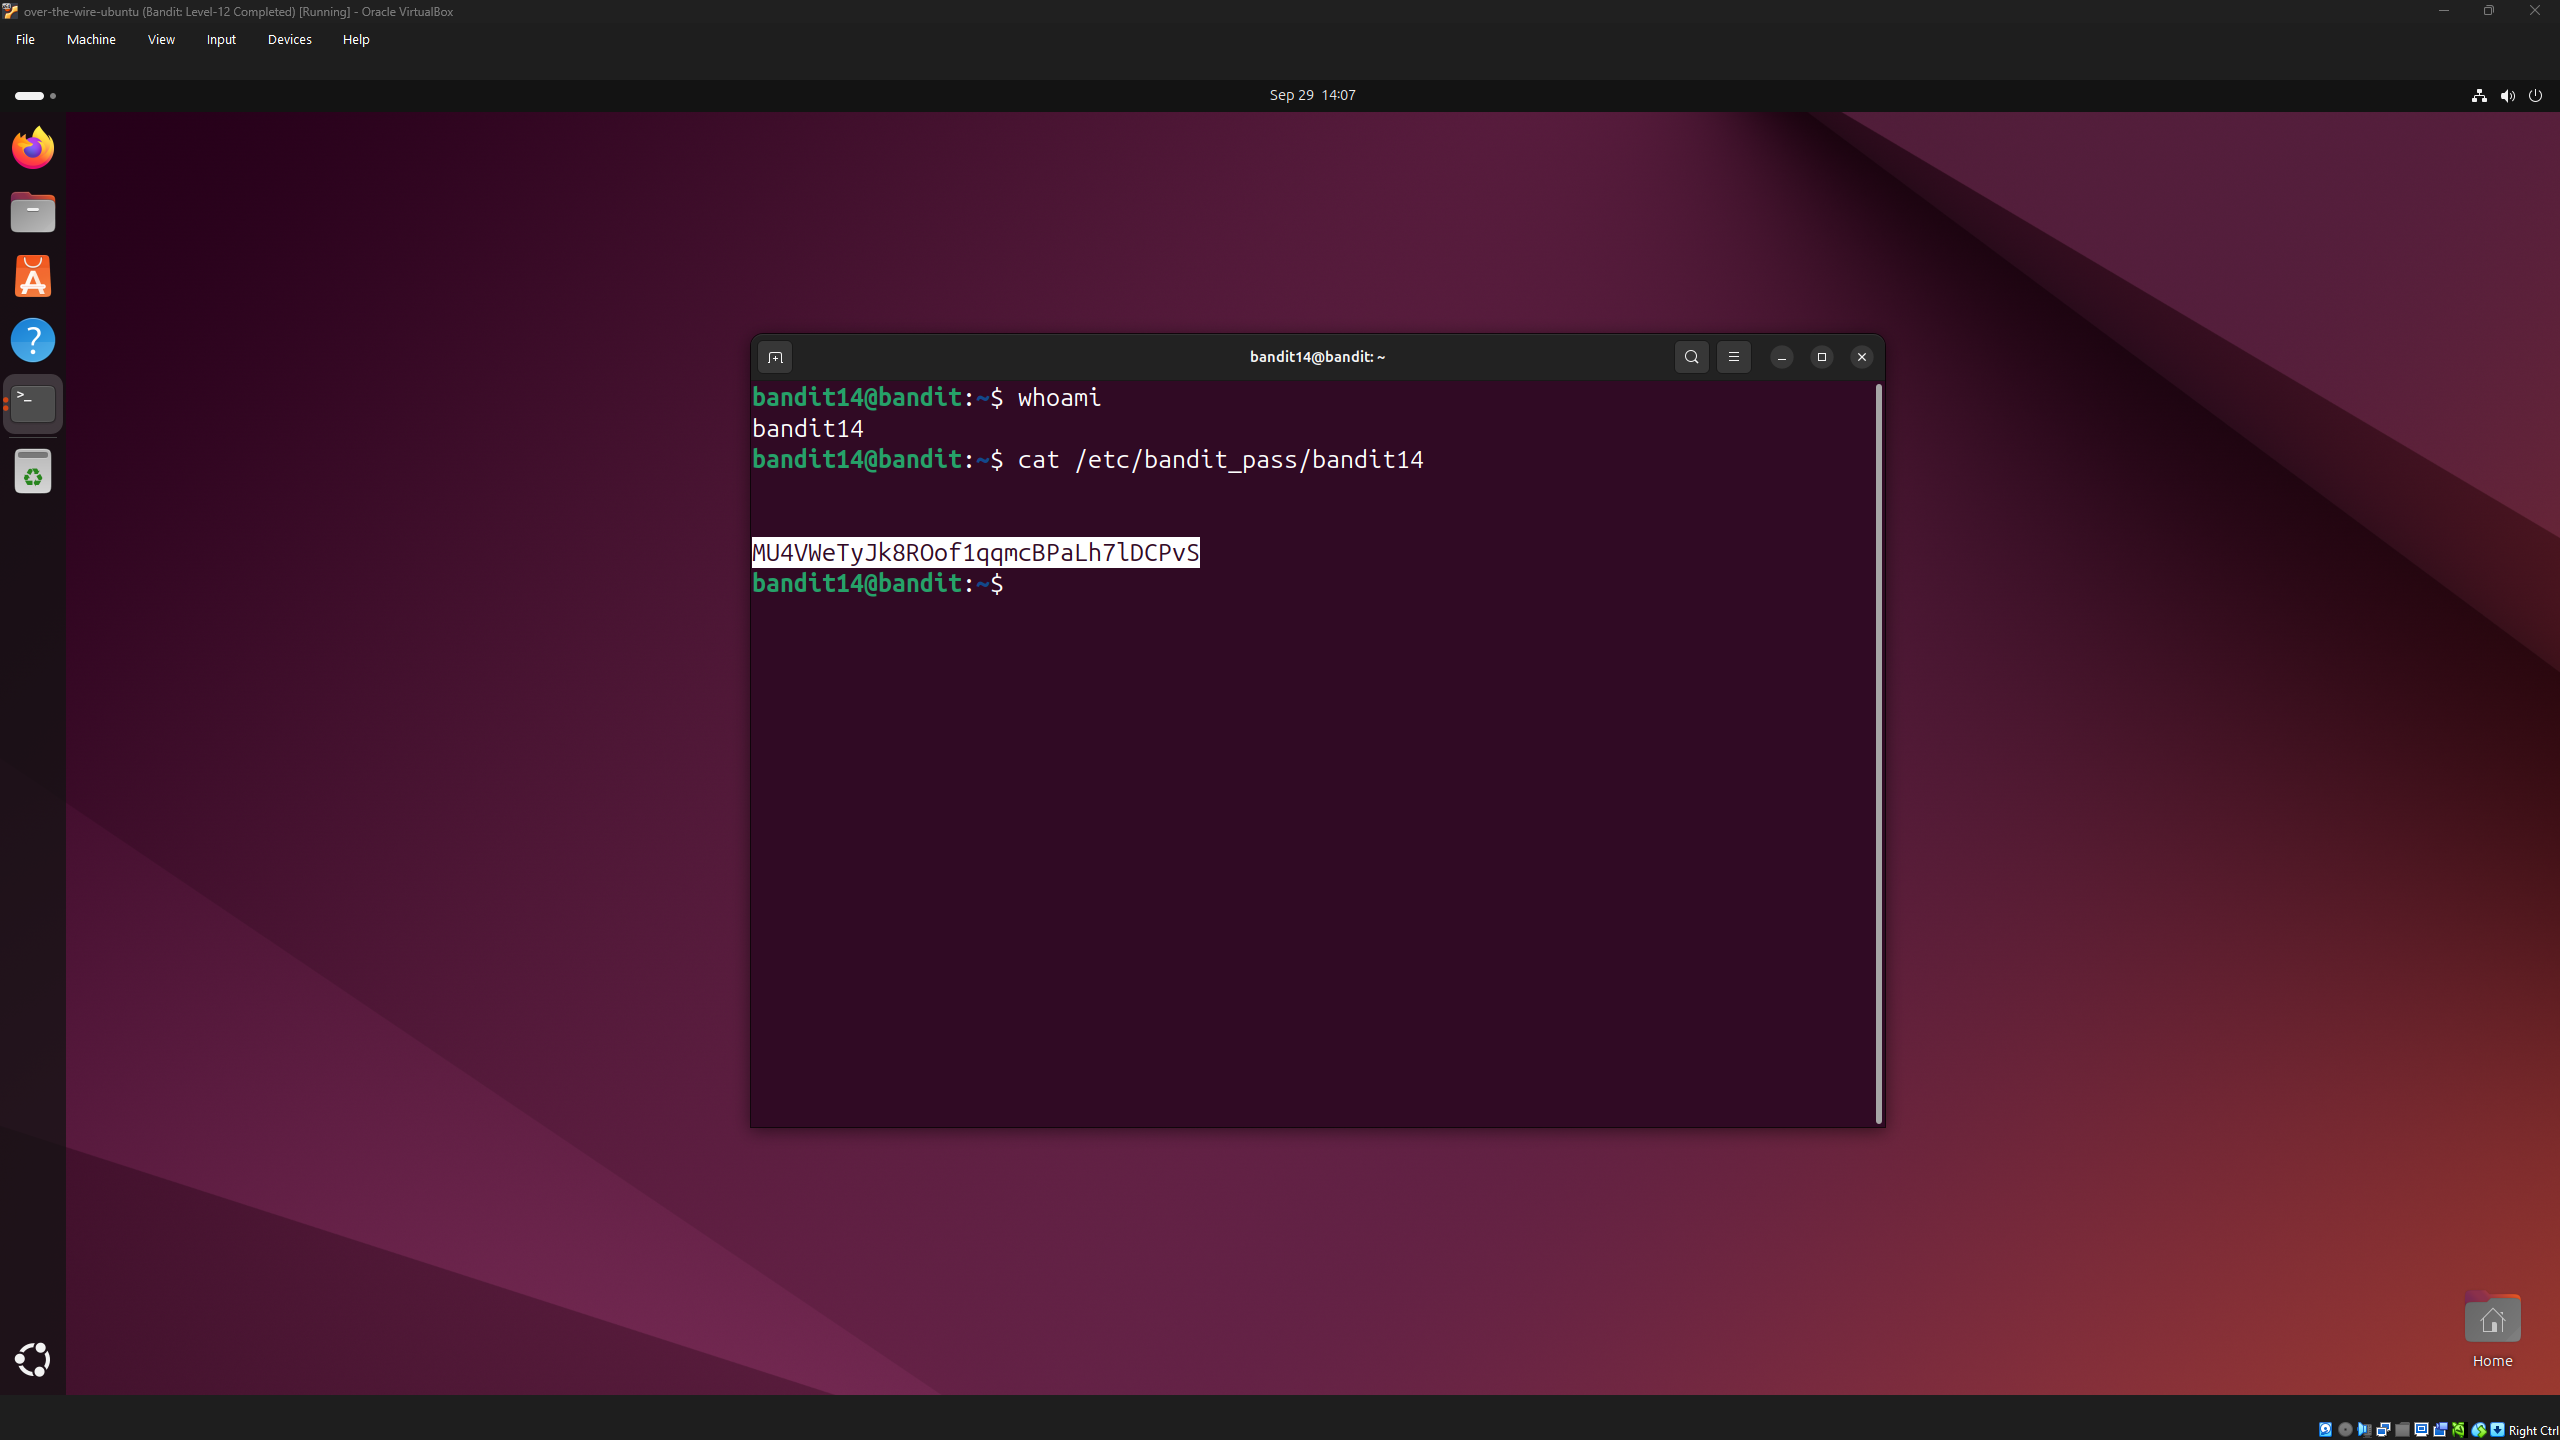 over-the-wire-ubuntu (Bandit: Level-12 Completed) [Running] - Oracle VirtualBox
File Machine View Input Devices Help
Sep 29 14:07
bandit14@bandit: ~
bandit14@bandit:~$ whoami
bandit14
bandit14@bandit:~$ cat /etc/bandit_pass/bandit14
MU4VWeTyJk8ROof1qqmcBPaLh7lDCPvS
bandit14@bandit:~$
Home
Right Ctrl